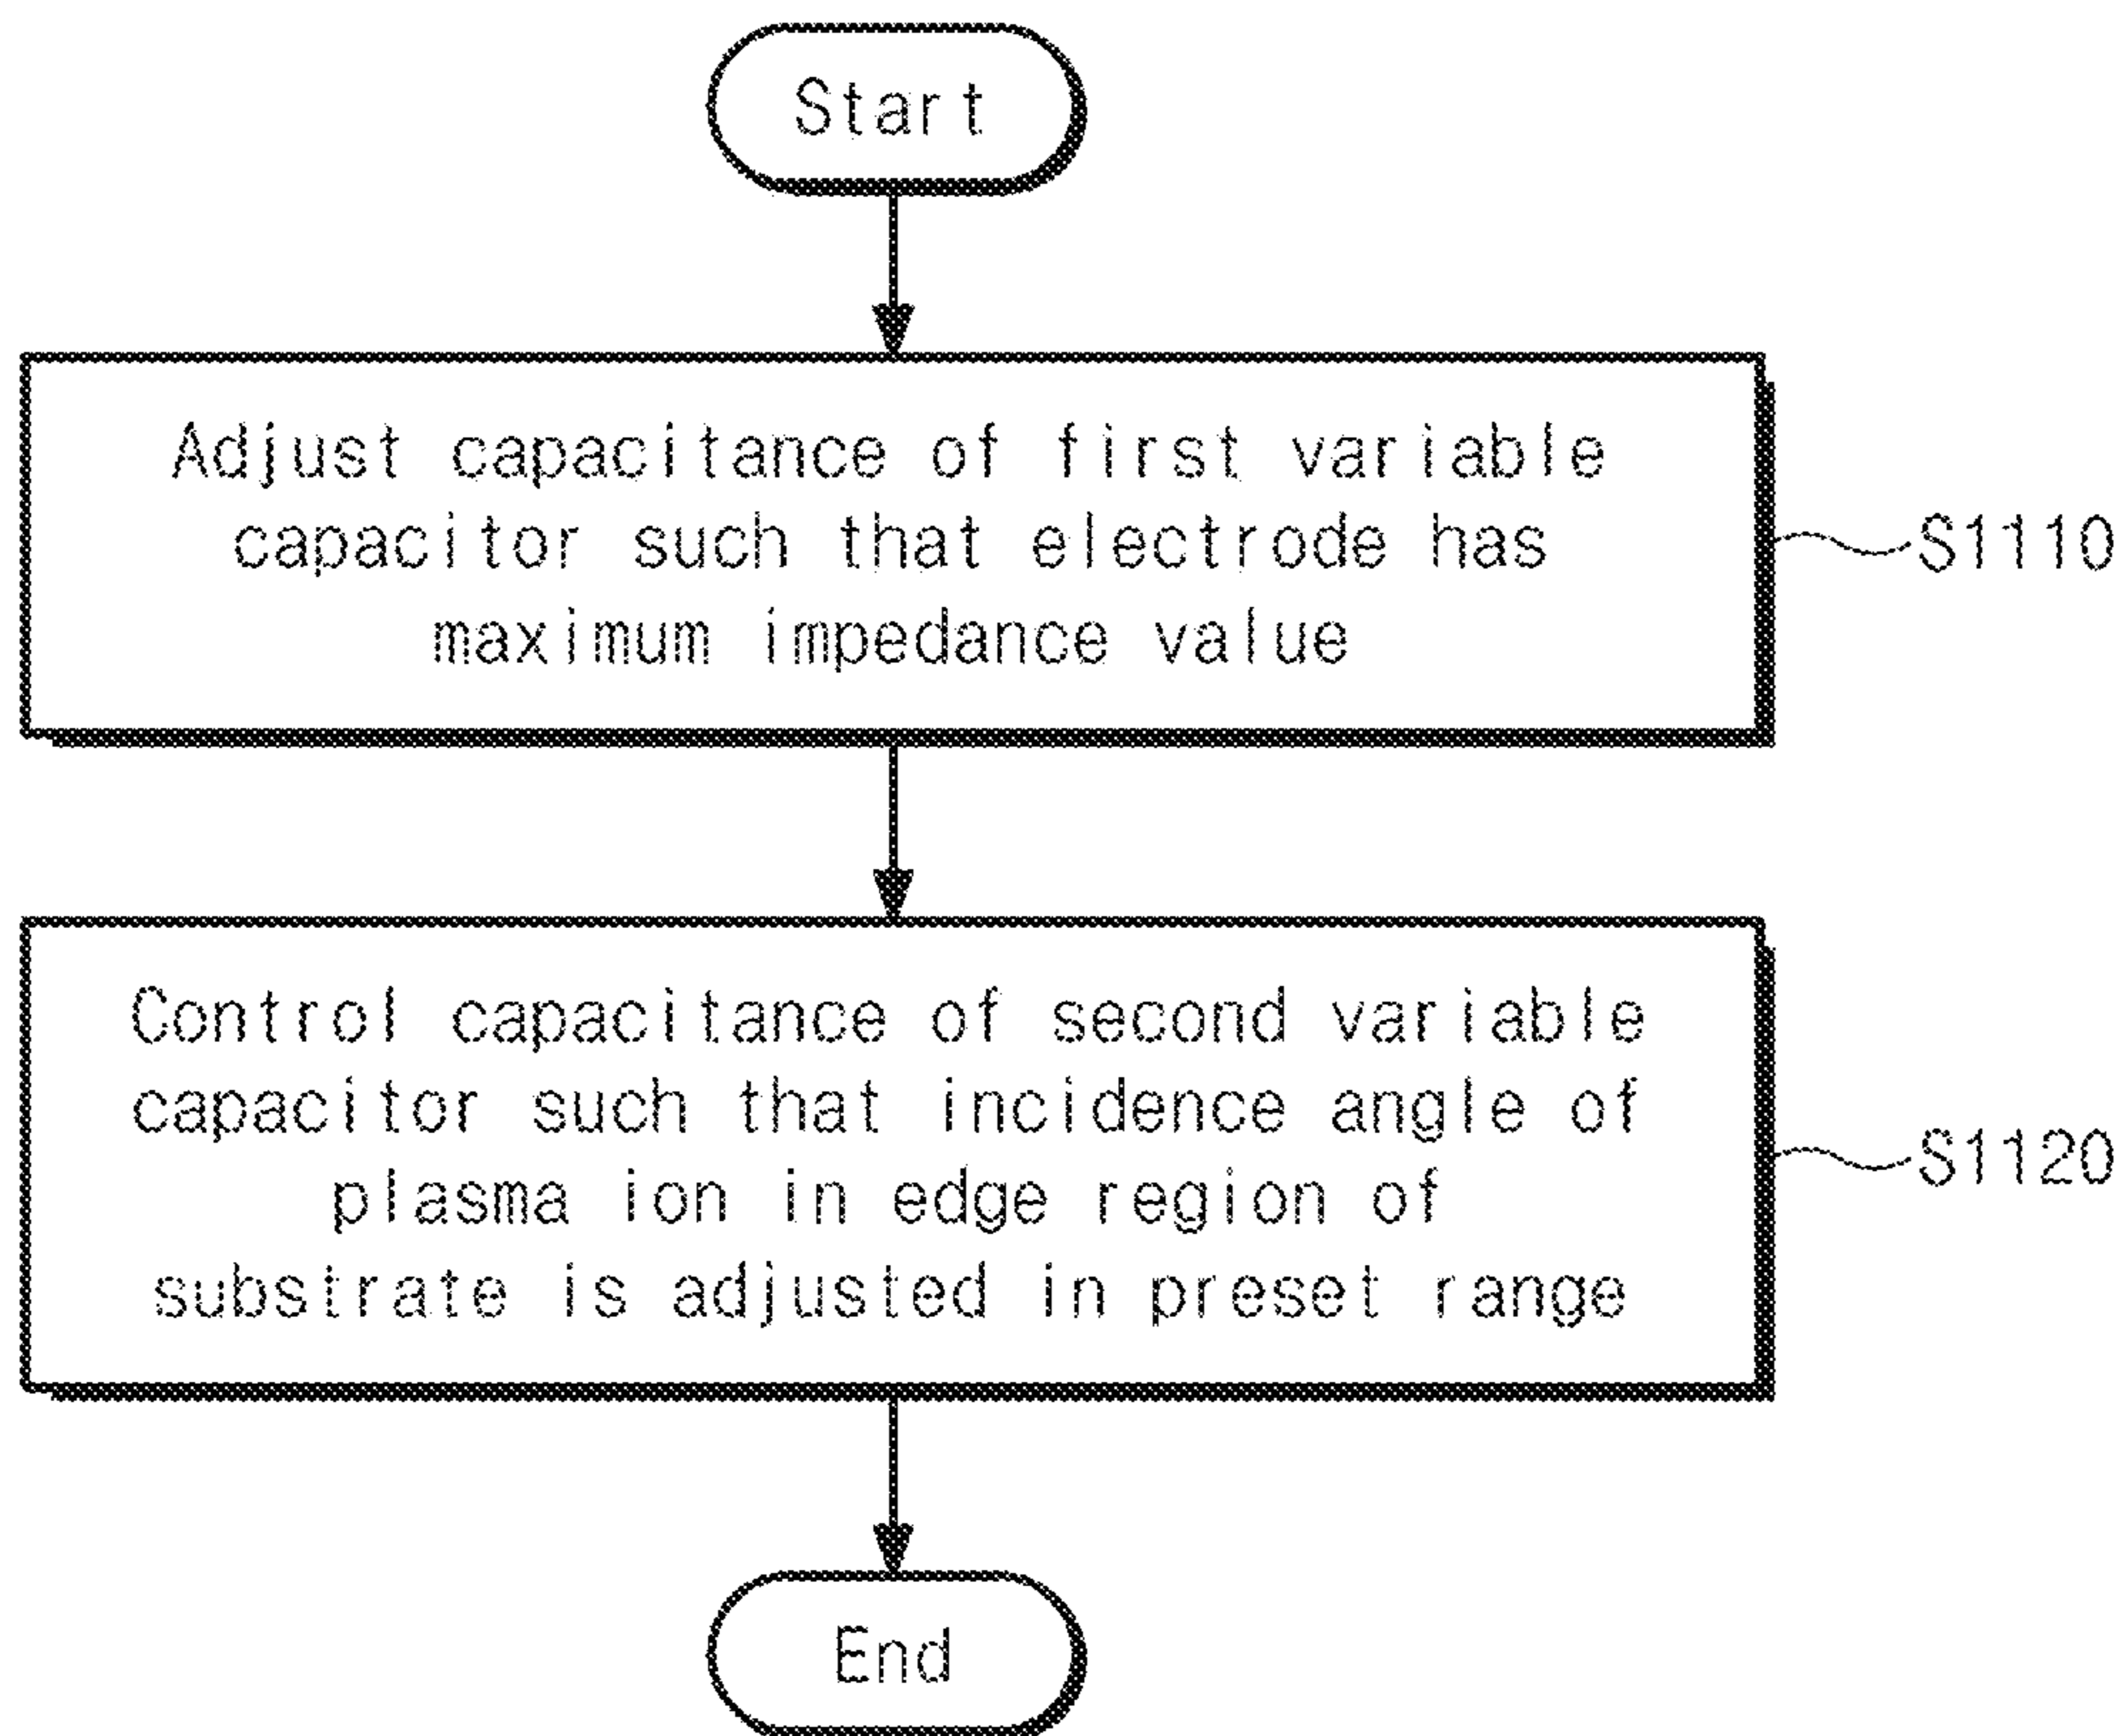 Start
Adjust capacitance of first variable
capacitor such that electrode has
maximum impedance value
S1110
Control capacitance of second variable
capacitor such that incidence angle of
plasma ion in edge region of
substrate is adjusted in preset range
S1120
End